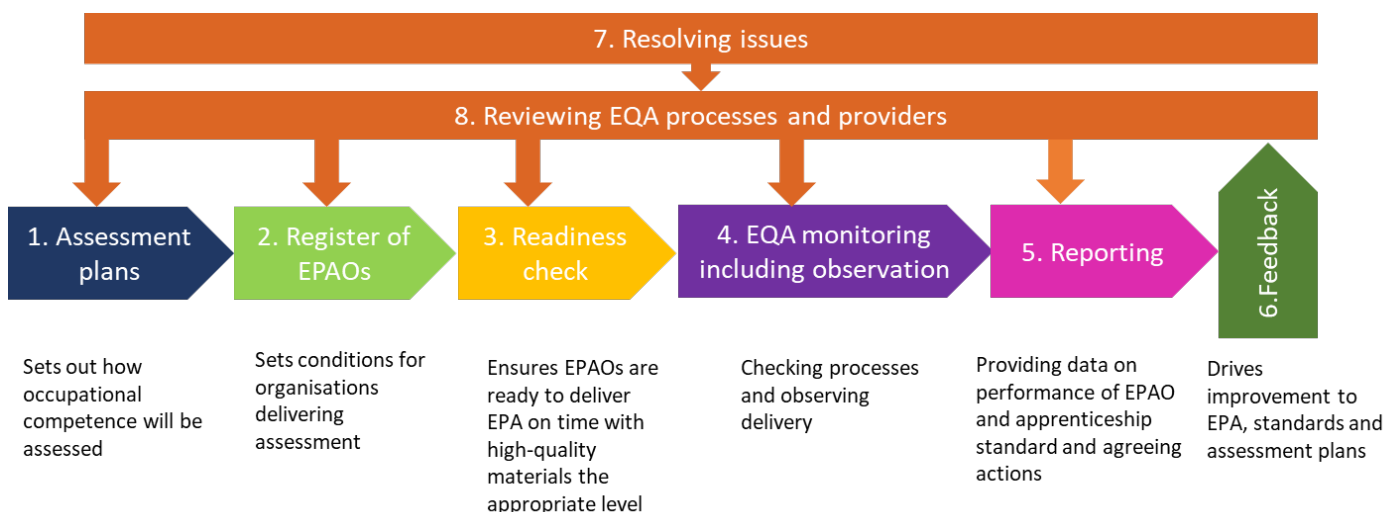 7. Resolving issues
8. Reviewing EQA processes and providers
1. Assessment
plans
2. Register of
EPAOs
3. Readiness
check
4. EQA monitoring
including observation
5. Reporting
6.Feedback
Sets out how
occupational
competence will be
assessed
Sets conditions for
organisations
delivering
assessment
Ensures EPAOs are
ready to deliver
EPA on time with
high-quality
materials the
appropriate level
Checking processes
and observing
delivery
Providing data on
performance of EPAO
and apprenticeship
standard and agreeing
actions
Drives
improvement to
EPA, standards and
assessment plans